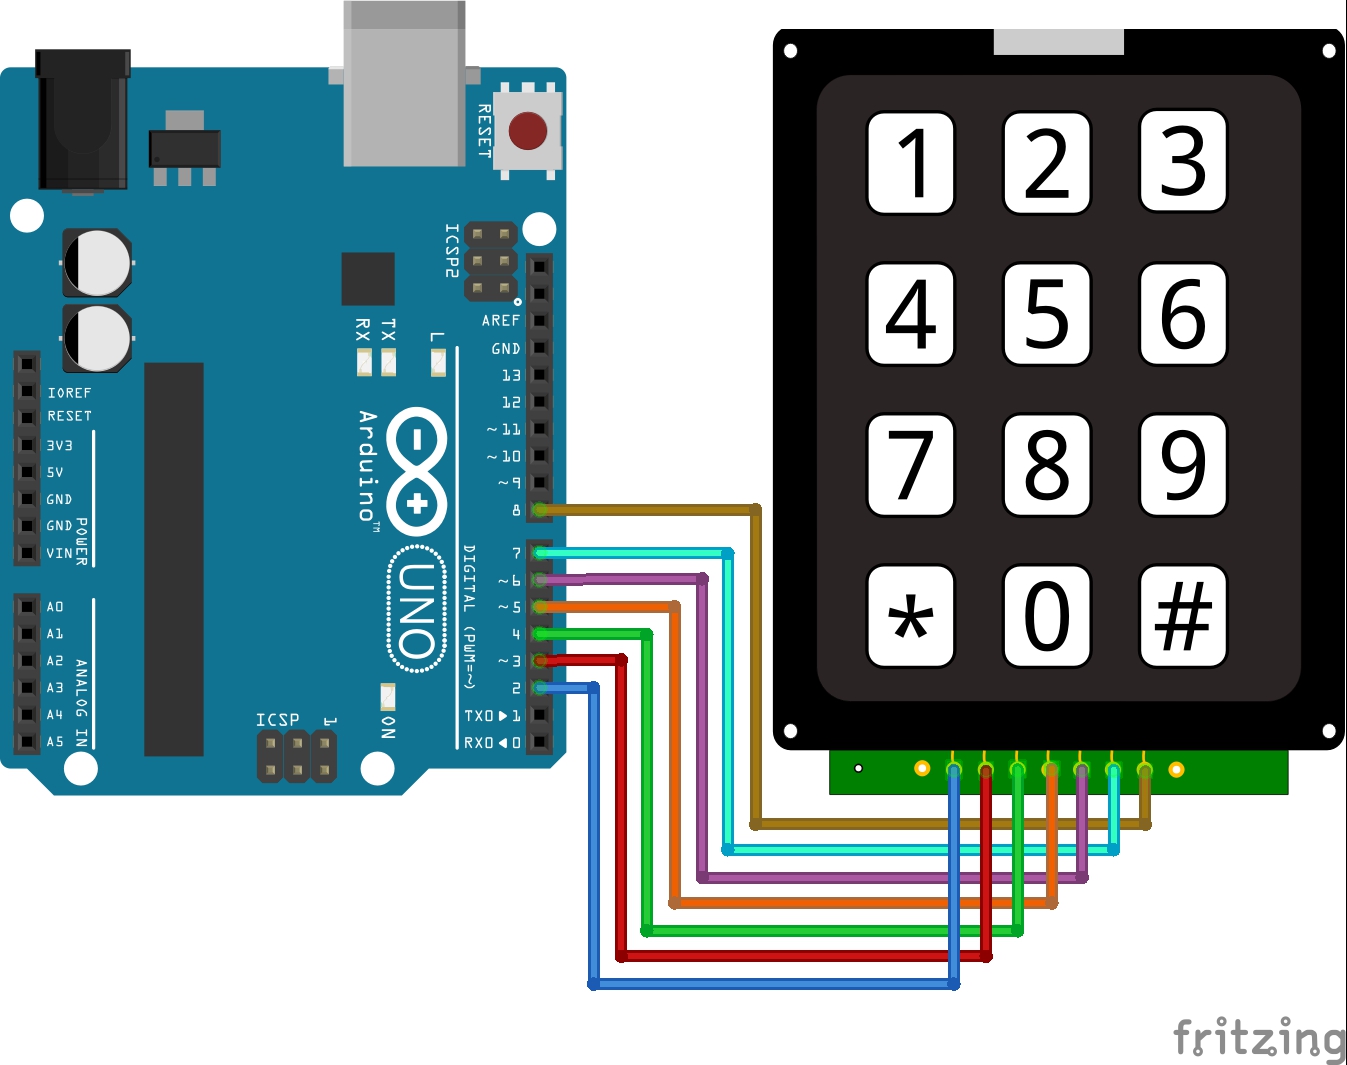 RESET
ICSP2
AREF
GND
RX
TX
L
13
12
~11
~10
~9
8
IOREF
RESET
3V3
5V
GND
GND
VIN
POWER
Arduino™
UNO
DIGITAL (PWM=~)
7
~6
~5
4
~3
2
TX0▶1
RX0◀0
A0
A1
A2
A3
A4
A5
ANALOG IN
ICSP
1
ON
1 2 3
4 5 6
7 8 9
* 0 #
fritzing